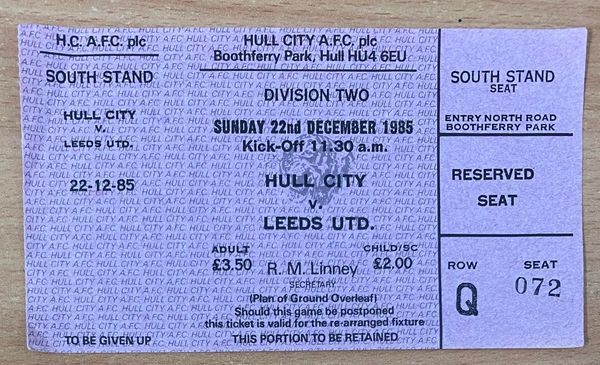 H.C. A.F.C. plc
SOUTH STAND
HULL CITY
v.
LEEDS UTD.
22-12-85
TO BE GIVEN UP
HULL CITY A.F.C. plc
Boothferry Park, Hull HU4 6EU
DIVISION TWO
SUNDAY 22nd DECEMBER 1985
Kick-Off 11.30 a.m.
HULL CITY
v.
LEEDS UTD.
ADULT
£3.50
R. M. Linney
SECRETARY
CHILD/SC
£2.00
(Plan of Ground Overleaf)
Should this game be postponed
this ticket is valid for the re-arranged fixture
THIS PORTION TO BE RETAINED
SOUTH STAND
SEAT
ENTRY NORTH ROAD
BOOTHFERRY PARK
RESERVED
SEAT
ROW SEAT
Q 072